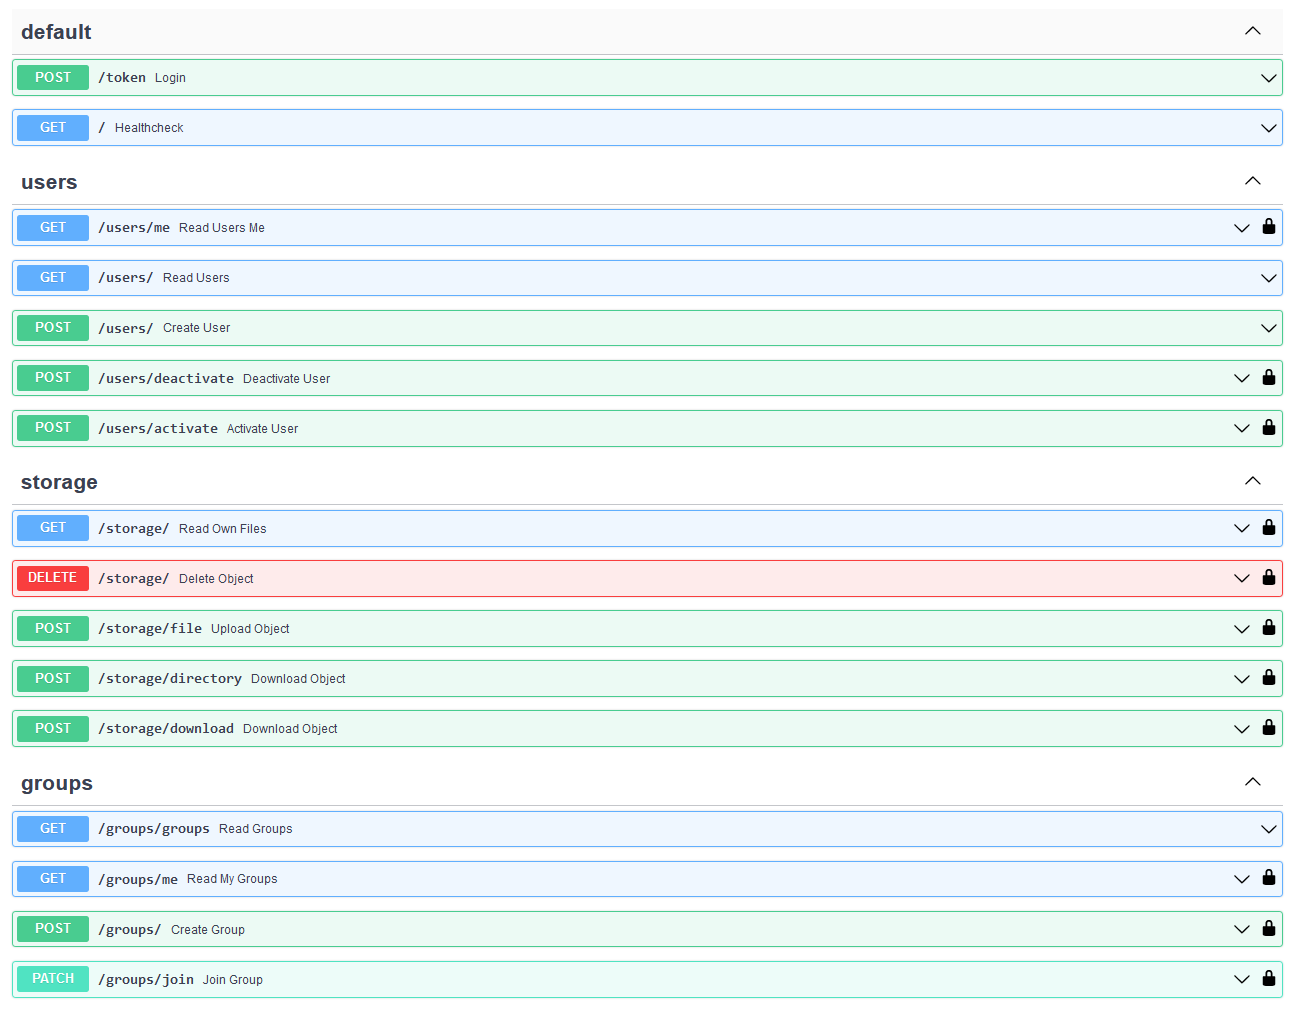 default
POST /token Login
GET / Healthcheck
users
GET /users/me Read Users Me
GET /users/ Read Users
POST /users/ Create User
POST /users/deactivate Deactivate User
POST /users/activate Activate User
storage
GET /storage/ Read Own Files
DELETE /storage/ Delete Object
POST /storage/file Upload Object
POST /storage/directory Download Object
POST /storage/download Download Object
groups
GET /groups/groups Read Groups
GET /groups/me Read My Groups
POST /groups/ Create Group
PATCH /groups/join Join Group